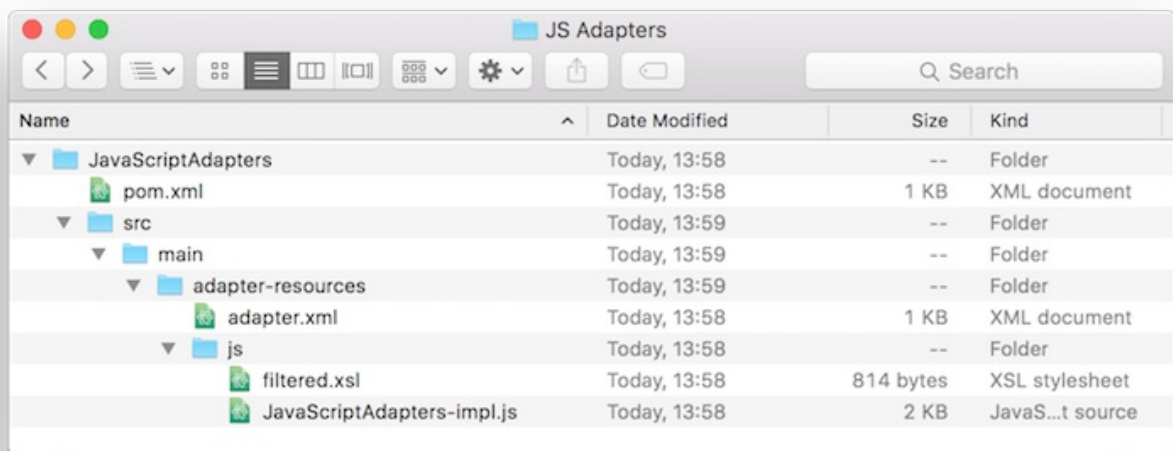 JS Adapters
Search
Name Date Modified Size Kind
JavaScriptAdapters Today, 13:58 -- Folder
pom.xml Today, 13:58 1 KB XML document
src Today, 13:59 -- Folder
main Today, 13:59 -- Folder
adapter-resources Today, 13:59 -- Folder
adapter.xml Today, 13:58 1 KB XML document
js Today, 13:58 -- Folder
filtered.xsl Today, 13:58 814 bytes XSL stylesheet
JavaScriptAdapters-impl.js Today, 13:58 2 KB JavaS...t source